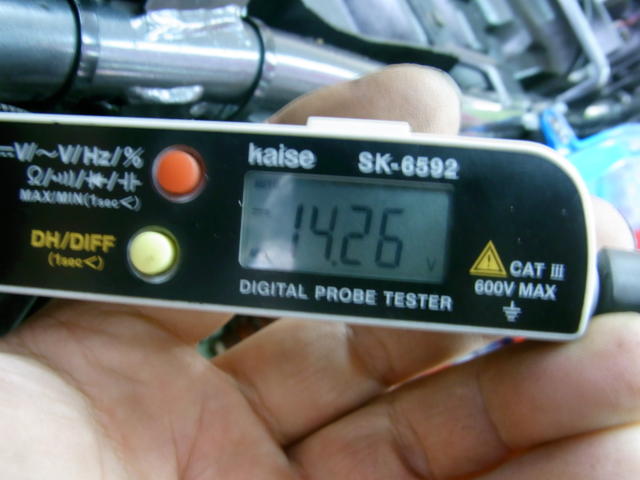 ⎓V/~V/Hz/%
Ω/•)))/➔|/⊣⊢
MAX/MIN(1sec<)
DH/DIFF
(1sec<)
kaise SK-6592
14.26 V
DIGITAL PROBE TESTER
CAT III
600V MAX